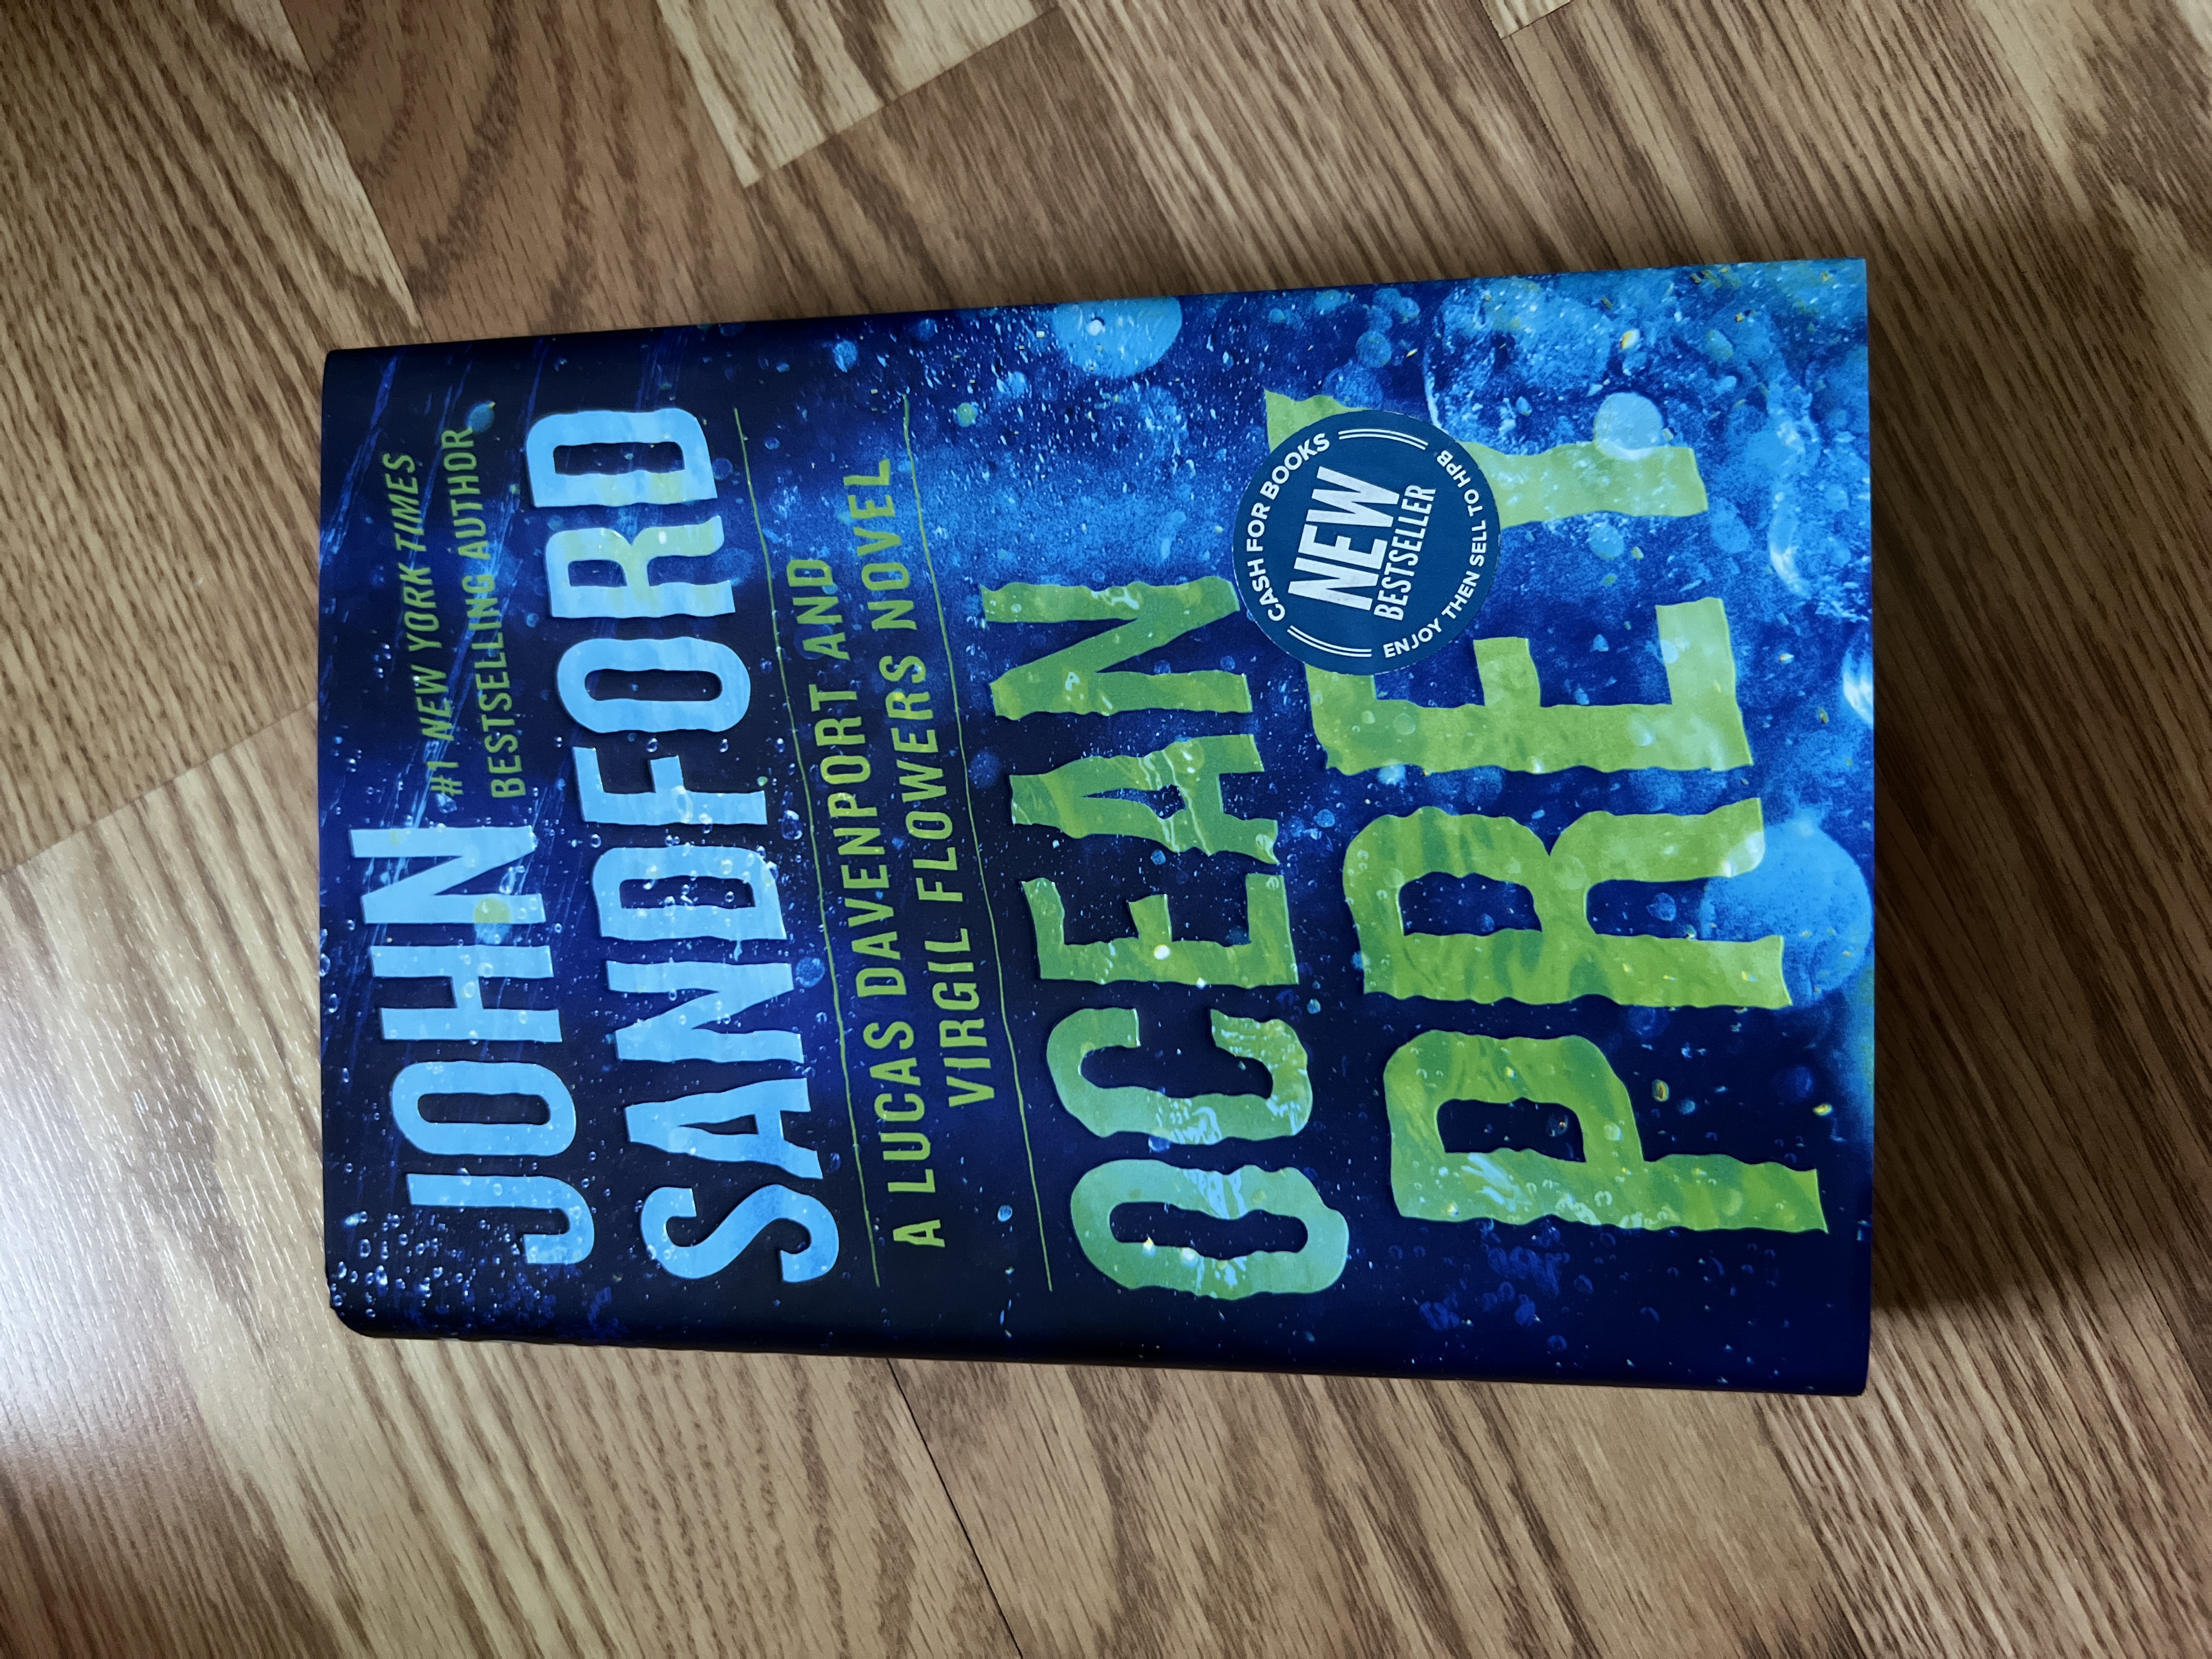 JOHN
#1 NEW YORK TIMES
BESTSELLING AUTHOR
SANDFORD
A LUCAS DAVENPORT AND
VIRGIL FLOWERS NOVEL
OCEAN
PREY
CASH FOR BOOKS
NEW
BESTSELLER
ENJOY THEN SELL TO HPB